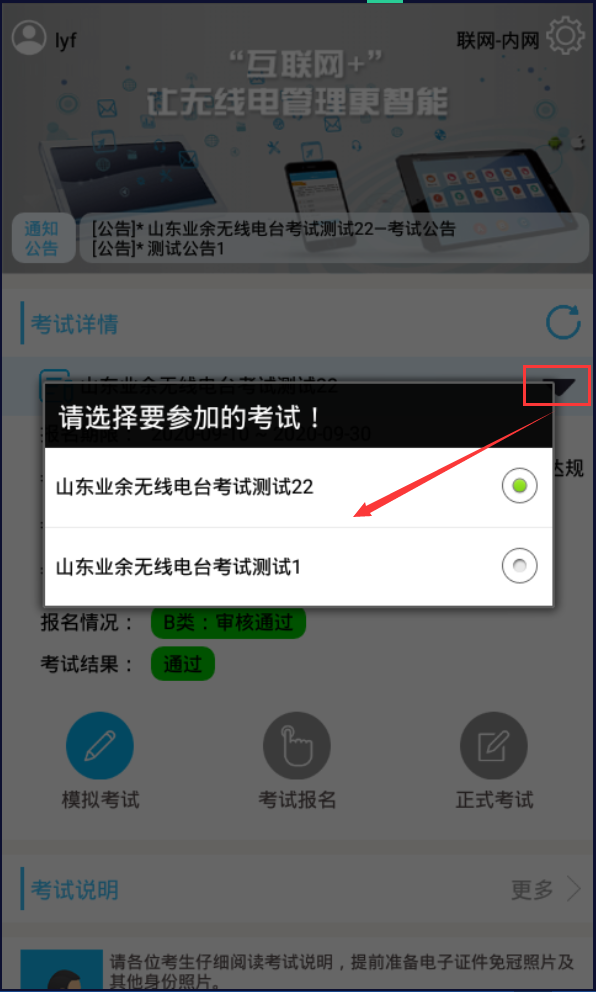 lyf
联网-内网
“互联网+”
让无线电管理更智能
通知
公告
[公告]* 山东业余无线电台考试测试22—考试公告
[公告]* 测试公告1
考试详情
山东业余无线电台考试测试22
请选择要参加的考试！
报名期限： 2020-09-10 ~ 2020-09-30
达规
山东业余无线电台考试测试22
山东业余无线电台考试测试1
报名情况： B类：审核通过
考试结果： 通过
模拟考试
考试报名
正式考试
考试说明
更多
请各位考生仔细阅读考试说明，提前准备电子证件免冠照片及
其他身份照片。